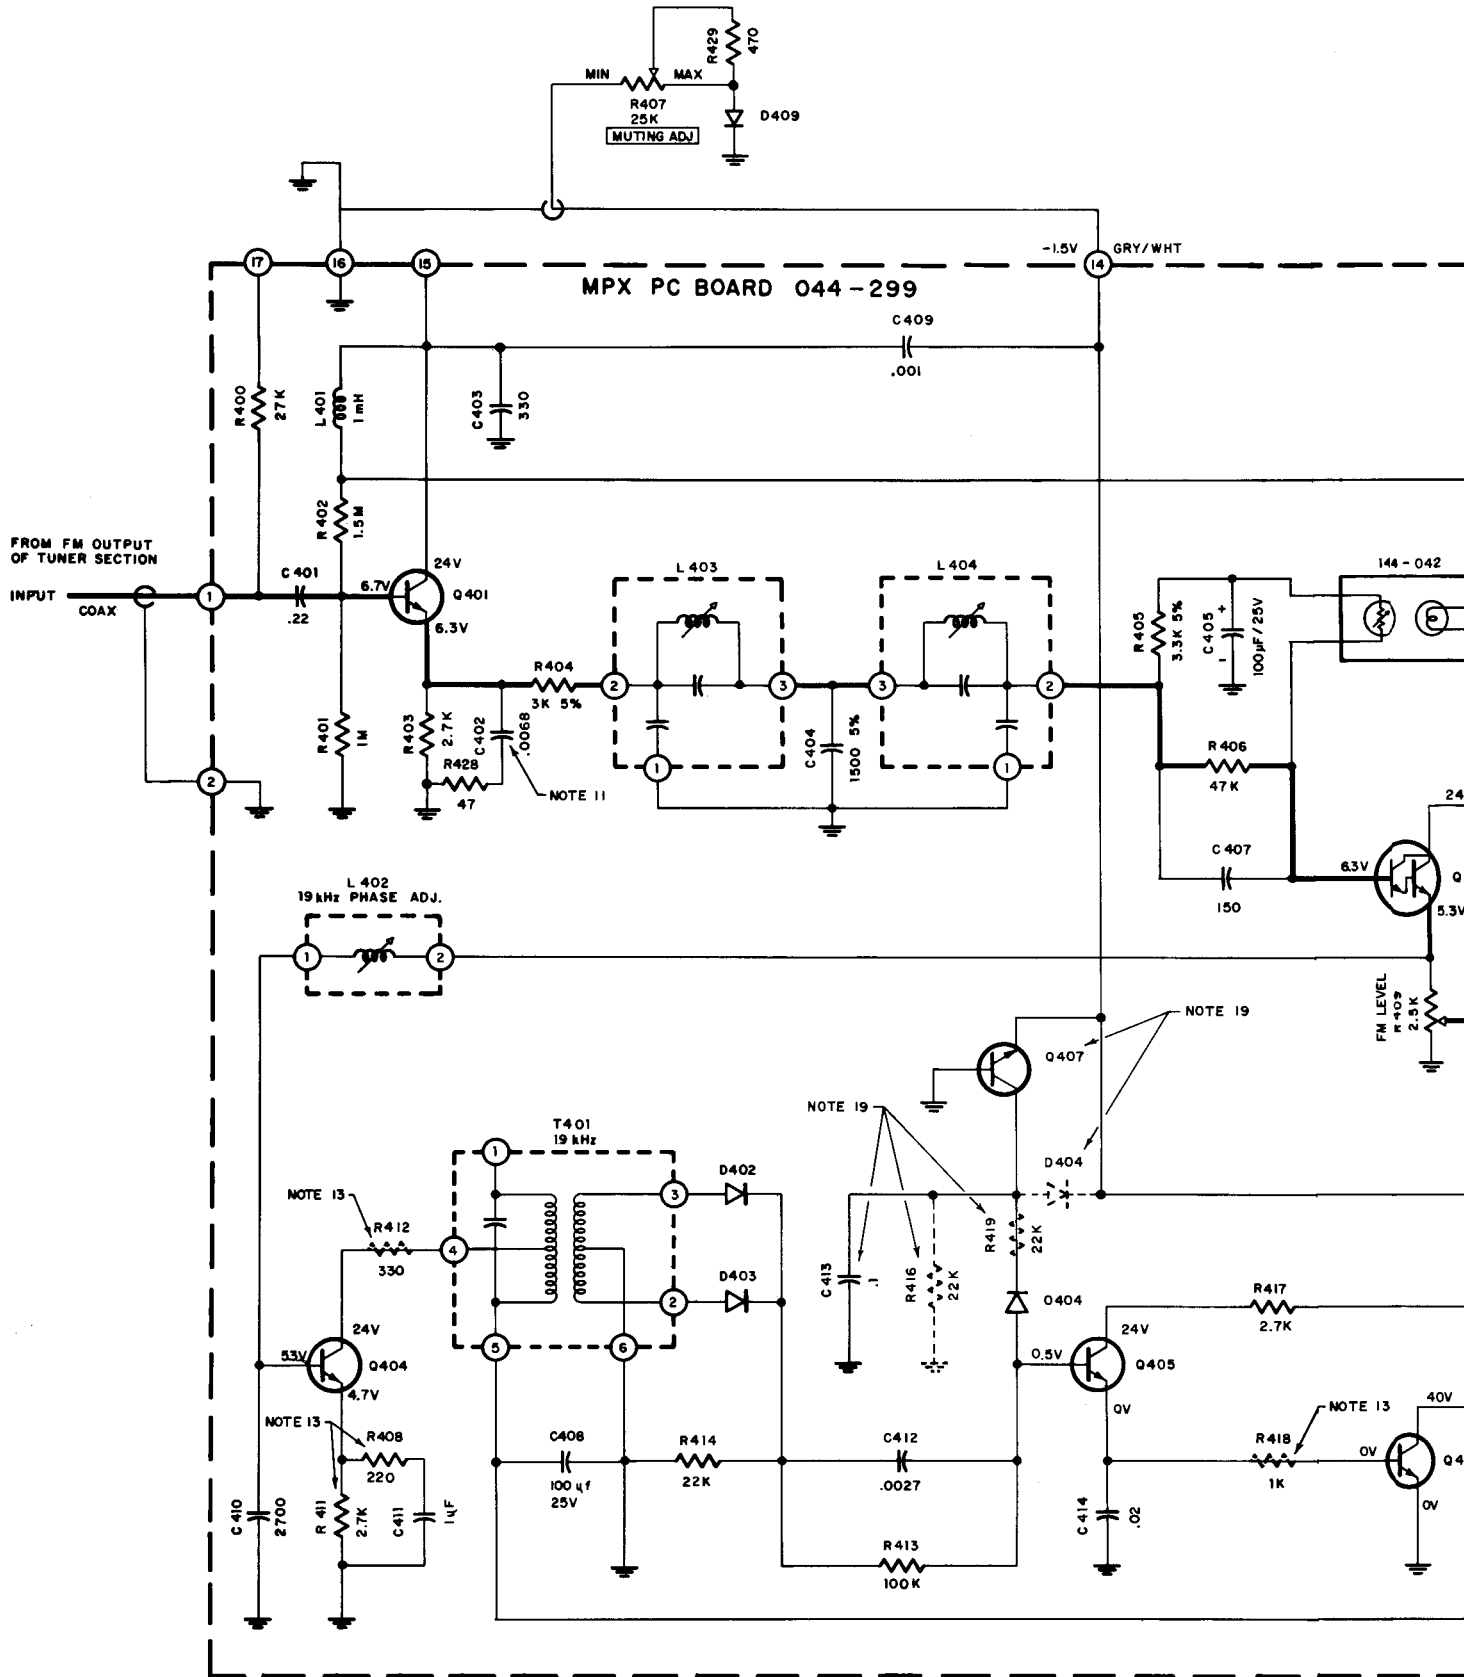 R429
470
MIN
MAX
R407
25K
MUTING ADJ
D409
17
16
15
-1.5V
GRY/WHT
14
MPX PC BOARD 044-299
C409
.001
R400
27K
L401
1mH
C403
330
R402
1.5M
FROM FM OUTPUT
OF TUNER SECTION
INPUT
COAX
1
C401
.22
6.7V
24V
Q401
6.3V
L403
L404
144-042
R405
3.3K 5%
C405
+
-
100µF/25V
R404
3K 5%
2
3
3
2
R401
1M
R403
2.7K
C402
.0068
R428
47
NOTE 11
1
C404
1500 5%
1
R406
47K
2
C407
150
24
6.3V
Q
5.3V
L402
19kHz PHASE ADJ.
1
2
FM LEVEL
R409
2.5K
NOTE 19
Q407
NOTE 19
D404
T401
19 kHz
1
D402
3
NOTE 13
R412
330
4
D403
2
C413
.1
R416
22K
R419
22K
0404
R417
2.7K
24V
5.3V
Q404
4.7V
5
6
0.5V
24V
Q405
0V
NOTE 13
R408
220
R411
2.7K
C411
1µF
C410
2700
C408
100µf
25V
R414
22K
C412
.0027
R413
100K
C414
.02
R418
1K
NOTE 13
40V
0V
Q4
0V